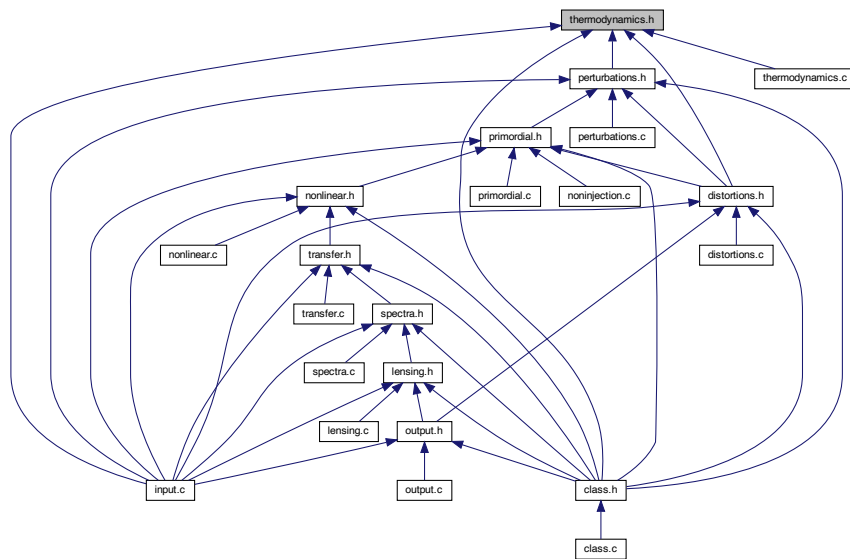 thermodynamics.h
perturbations.h
thermodynamics.c
primordial.h
perturbations.c
nonlinear.h
primordial.c
noninjection.c
distortions.h
nonlinear.c
transfer.h
distortions.c
transfer.c
spectra.h
spectra.c
lensing.h
lensing.c
output.h
input.c
output.c
class.h
class.c